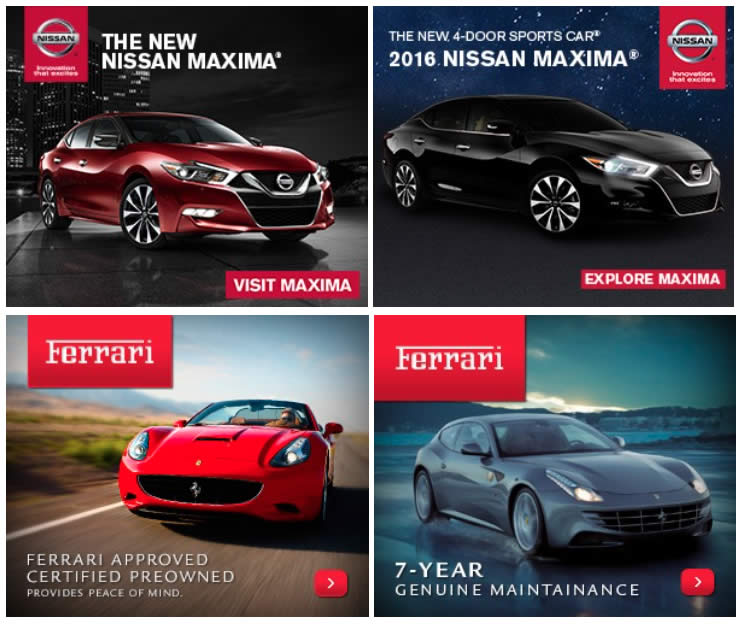 NISSAN
Innovation
that excites
THE NEW
NISSAN MAXIMA®
VISIT MAXIMA
THE NEW 4-DOOR SPORTS CAR®
2016 NISSAN MAXIMA®
NISSAN
Innovation
that excites
EXPLORE MAXIMA
Ferrari
FERRARI APPROVED
CERTIFIED PREOWNED
PROVIDES PEACE OF MIND.
Ferrari
7-YEAR
GENUINE MAINTAINANCE